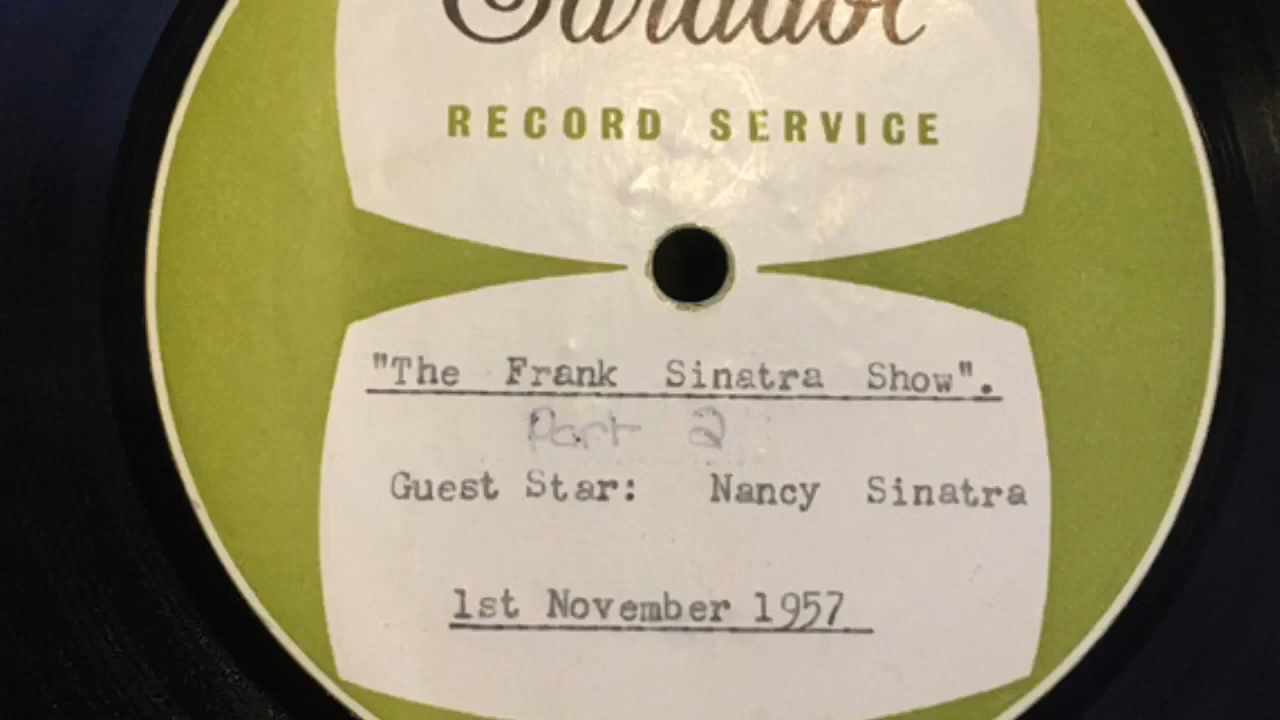 RECORD SERVICE
"The Frank Sinatra Show".
Part 2
Guest Star: Nancy Sinatra
1st November 1957